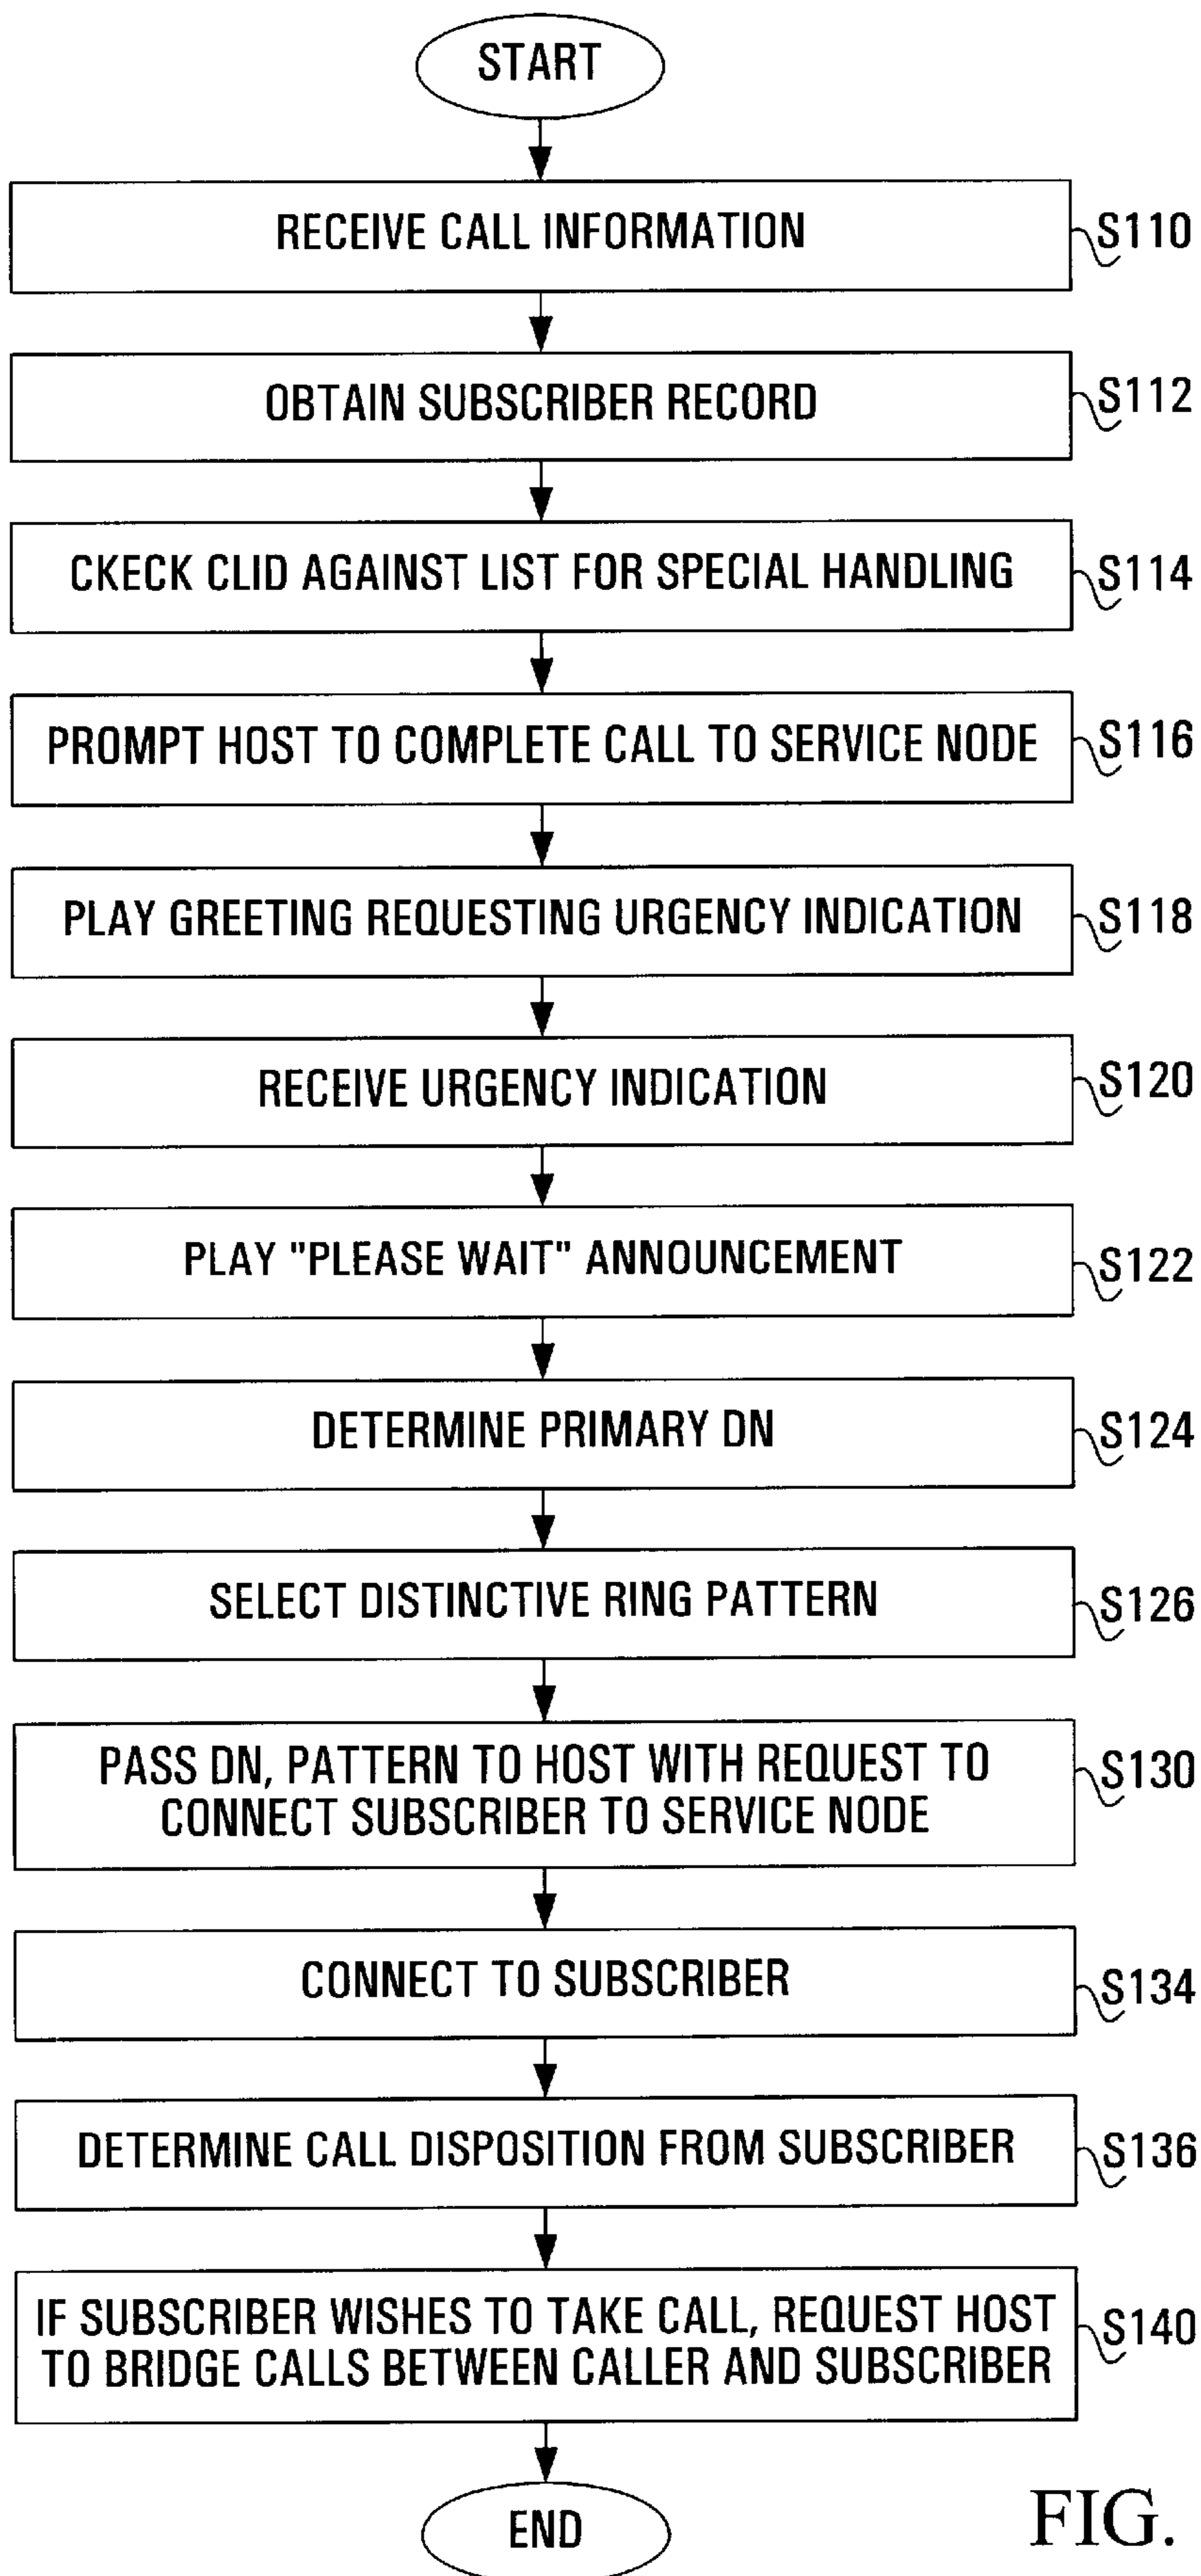 START
RECEIVE CALL INFORMATION
S110
OBTAIN SUBSCRIBER RECORD
S112
CKECK CLID AGAINST LIST FOR SPECIAL HANDLING
S114
PROMPT HOST TO COMPLETE CALL TO SERVICE NODE
S116
PLAY GREETING REQUESTING URGENCY INDICATION
S118
RECEIVE URGENCY INDICATION
S120
PLAY "PLEASE WAIT" ANNOUNCEMENT
S122
DETERMINE PRIMARY DN
S124
SELECT DISTINCTIVE RING PATTERN
S126
PASS DN, PATTERN TO HOST WITH REQUEST TO
CONNECT SUBSCRIBER TO SERVICE NODE
S130
CONNECT TO SUBSCRIBER
S134
DETERMINE CALL DISPOSITION FROM SUBSCRIBER
S136
IF SUBSCRIBER WISHES TO TAKE CALL, REQUEST HOST
TO BRIDGE CALLS BETWEEN CALLER AND SUBSCRIBER
S140
END
FIG.